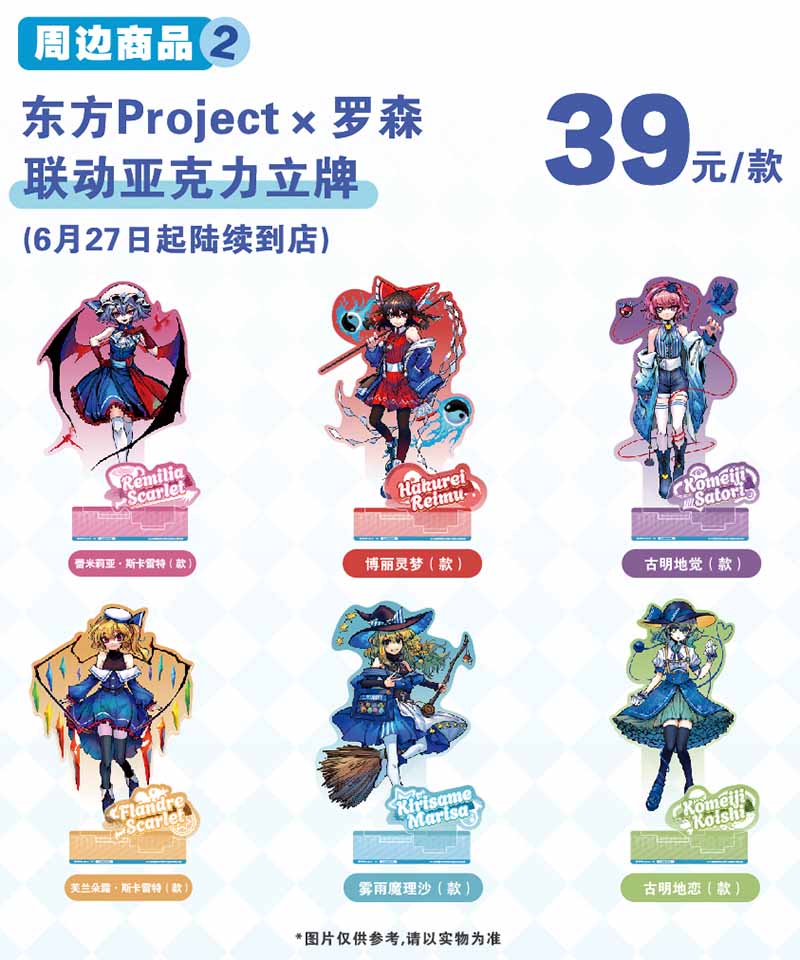 周边商品2
东方Project × 罗森
联动亚克力立牌
39元/款
(6月27日起陆续到店)
Remilia
Scarlet
Hakurei
Reimu
Komeiji
Satori
蕾米莉亚·斯卡雷特（款）
博丽灵梦（款）
古明地觉（款）
Flandre
Scarlet
Kirisame
Marisa
Komeiji
Koishi
芙兰朵露·斯卡雷特（款）
雾雨魔理沙（款）
古明地恋（款）
*图片仅供参考,请以实物为准